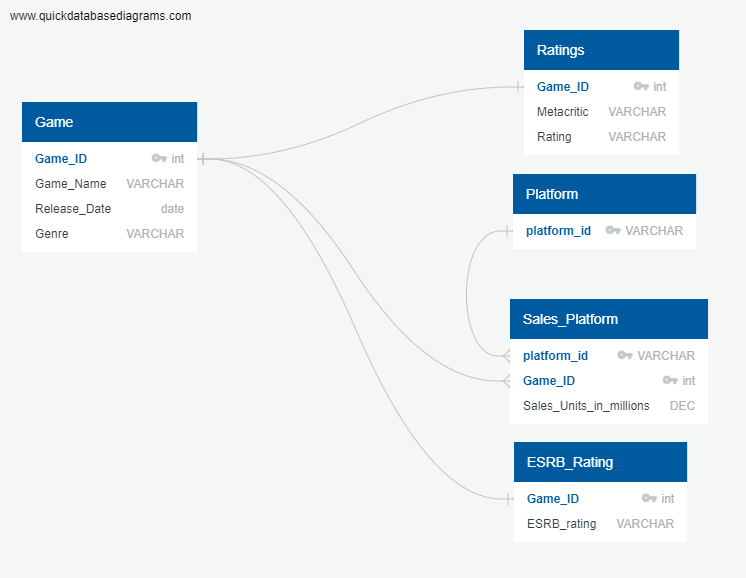 www.quickdatabasediagrams.com
Game
Game_ID int
Game_Name VARCHAR
Release_Date date
Genre VARCHAR
Ratings
Game_ID int
Metacritic VARCHAR
Rating VARCHAR
Platform
platform_id VARCHAR
Sales_Platform
platform_id VARCHAR
Game_ID int
Sales_Units_in_millions DEC
ESRB_Rating
Game_ID int
ESRB_rating VARCHAR